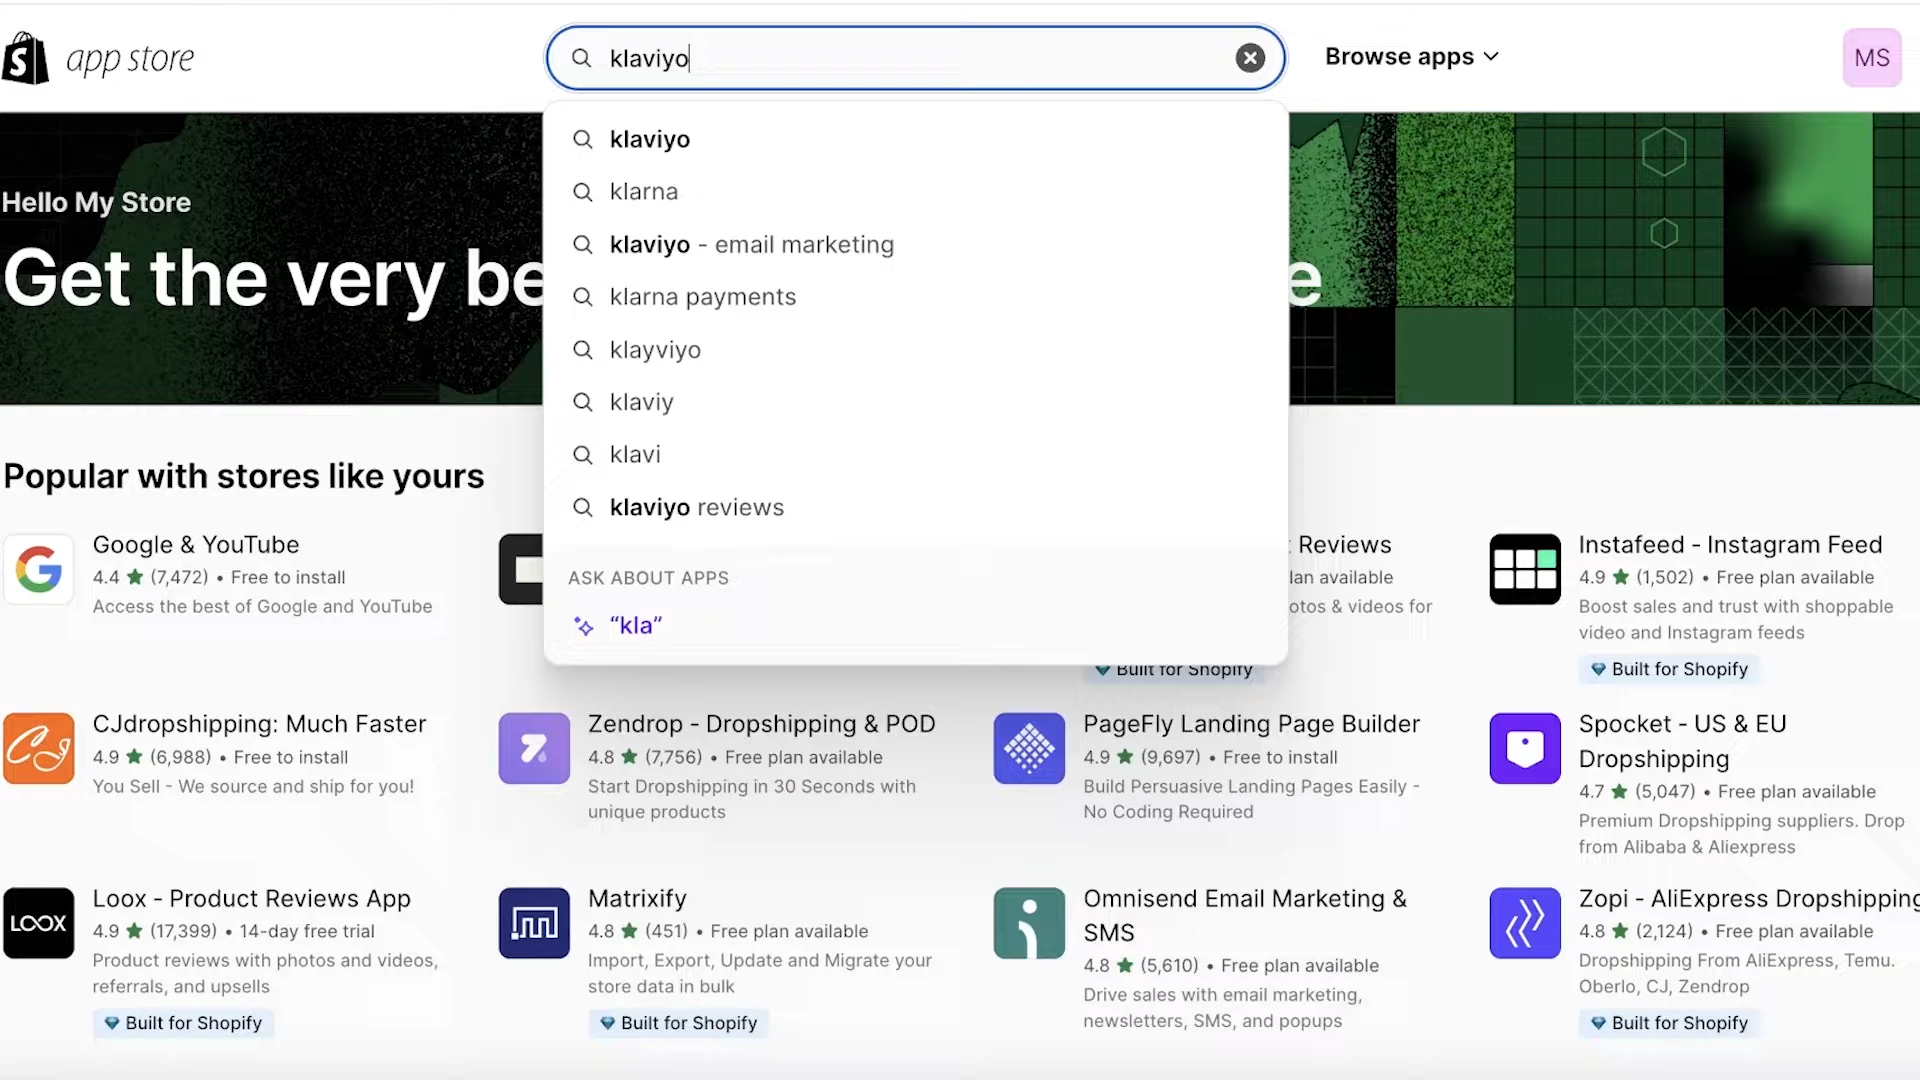 app store
klaviyo
Browse apps
MS
klaviyo
klarna
klaviyo - email marketing
klarna payments
klayviyo
klaviy
klavi
klaviyo reviews
ASK ABOUT APPS
“kla”
Hello My Store
Get the very be
e
Popular with stores like yours
Google & YouTube
4.4 ★ (7,472) • Free to install
Access the best of Google and YouTube
Reviews
lan available
otos & videos for
Built for Shopify
Instafeed - Instagram Feed
4.9 ★ (1,502) • Free plan available
Boost sales and trust with shoppable
video and Instagram feeds
Built for Shopify
CJdropshipping: Much Faster
4.9 ★ (6,988) • Free to install
You Sell - We source and ship for you!
Zendrop - Dropshipping & POD
4.8 ★ (7,756) • Free plan available
Start Dropshipping in 30 Seconds with
unique products
PageFly Landing Page Builder
4.9 ★ (9,697) • Free to install
Build Persuasive Landing Pages Easily -
No Coding Required
Spocket - US & EU
Dropshipping
4.7 ★ (5,047) • Free plan available
Premium Dropshipping suppliers. Drop
from Alibaba & Aliexpress
LOOX
Loox - Product Reviews App
4.9 ★ (17,399) • 14-day free trial
Product reviews with photos and videos,
referrals, and upsells
Built for Shopify
Matrixify
4.8 ★ (451) • Free plan available
Import, Export, Update and Migrate your
store data in bulk
Built for Shopify
Omnisend Email Marketing &
SMS
4.8 ★ (5,610) • Free plan available
Drive sales with email marketing,
newsletters, SMS, and popups
Zopi - AliExpress Dropshipping
4.8 ★ (2,124) • Free plan available
Dropshipping From AliExpress, Temu.
Oberlo, CJ, Zendrop
Built for Shopify